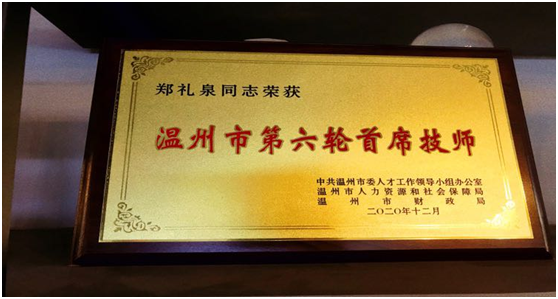 郑礼泉同志荣获
温州市第六轮首席技师
中共温州市委人才工作领导小组办公室
温州市人力资源和社会保障局
温州市财政局
二〇二〇年十二月